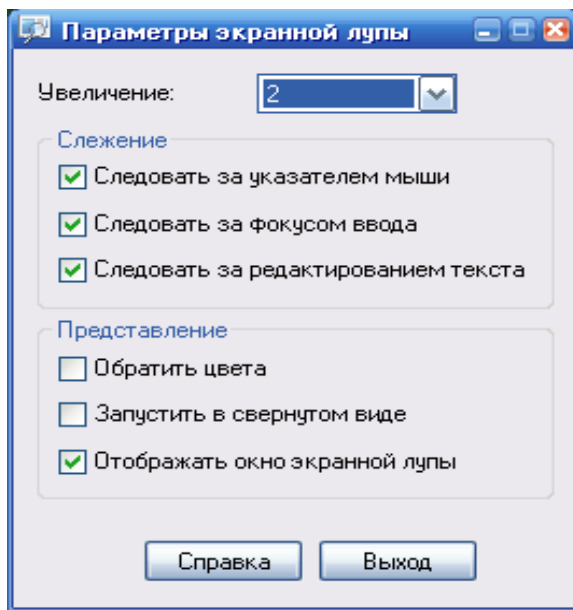 Параметры экранной лупы
Увеличение: 2
Слежение
Следовать за указателем мыши
Следовать за фокусом ввода
Следовать за редактированием текста
Представление
Обратить цвета
Запустить в свернутом виде
Отображать окно экранной лупы
Справка Выход